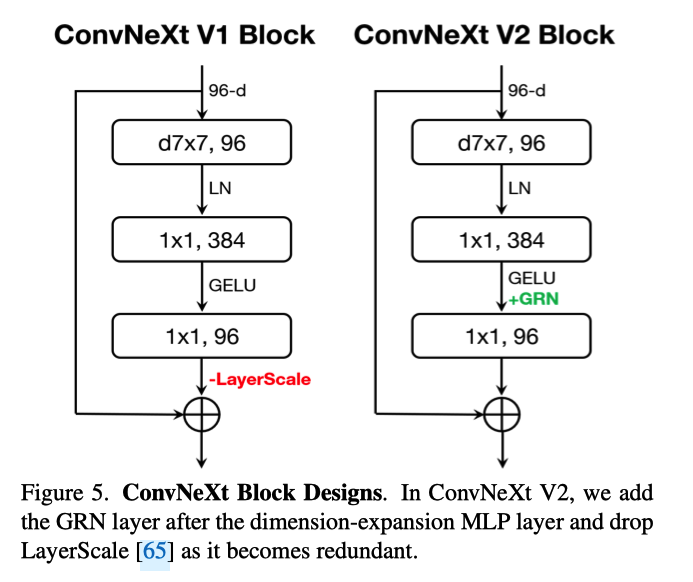 ConvNeXt V1 Block
96-d
d7x7, 96
LN
1x1, 384
GELU
1x1, 96
-LayerScale
ConvNeXt V2 Block
96-d
d7x7, 96
LN
1x1, 384
GELU
+GRN
1x1, 96
Figure 5. ConvNeXt Block Designs. In ConvNeXt V2, we add
the GRN layer after the dimension-expansion MLP layer and drop
LayerScale [65] as it becomes redundant.